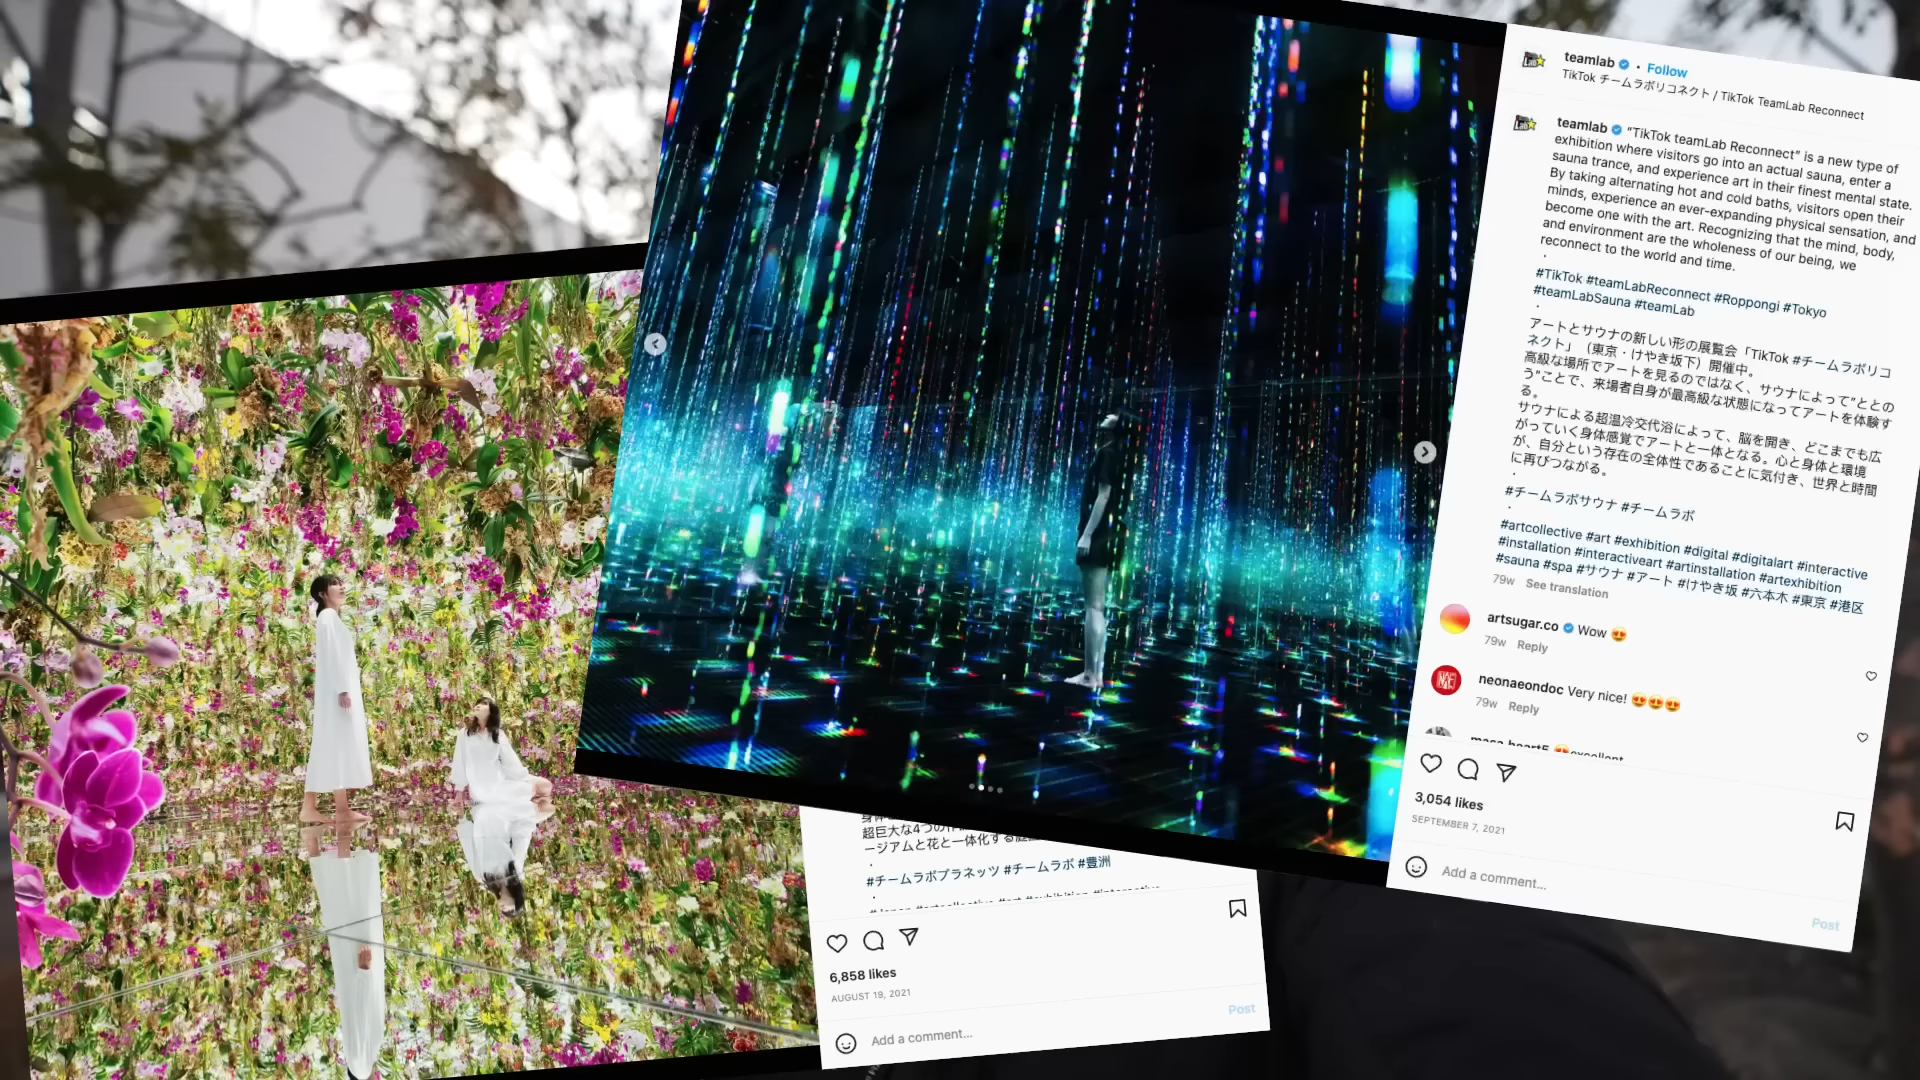 teamlab • Follow
TikTok チームラボリコネクト / TikTok TeamLab Reconnect
teamlab "TikTok teamLab Reconnect" is a new type of
exhibition where visitors go into an actual sauna, enter a
sauna trance, and experience art in their finest mental state.
By taking alternating hot and cold baths, visitors open their
minds, experience an ever-expanding physical sensation, and
become one with the art. Recognizing that the mind, body,
and environment are the wholeness of our being, we
reconnect to the world and time.
.
#TikTok #teamLabReconnect #Roppongi #Tokyo
#teamLabSauna #teamLab
.
アートとサウナの新しい形の展覧会「TikTok #チームラボリコ
ネクト」（東京・けやき坂下）開催中。
高級な場所でアートを見るのではなく、サウナによって"ととの
う"ことで、来場者自身が最高級な状態になってアートを体験す
る。
サウナによる超温冷交代浴によって、脳を開き、どこまでも広
がっていく身体感覚でアートと一体となる。心と身体と環境
が、自分という存在の全体性であることに気付き、世界と時間
に再びつながる。
.
#チームラボサウナ #チームラボ
.
#artcollective #art #exhibition #digital #digitalart #interactive
#installation #interactiveart #artinstallation #artexhibition
#sauna #spa #サウナ #アート #けやき坂 #六本木 #東京 #港区
79w See translation
artsugar.co Wow 😍
79w Reply
neonaeondoc Very nice! 😍😍😍
79w Reply
3,054 likes
SEPTEMBER 7, 2021
Add a comment...
Post
超巨大な4つの作
ージアムと花と一体化する庭
.
#チームラボプラネッツ #チームラボ #豊洲
.
6,858 likes
AUGUST 19, 2021
Add a comment...
Post